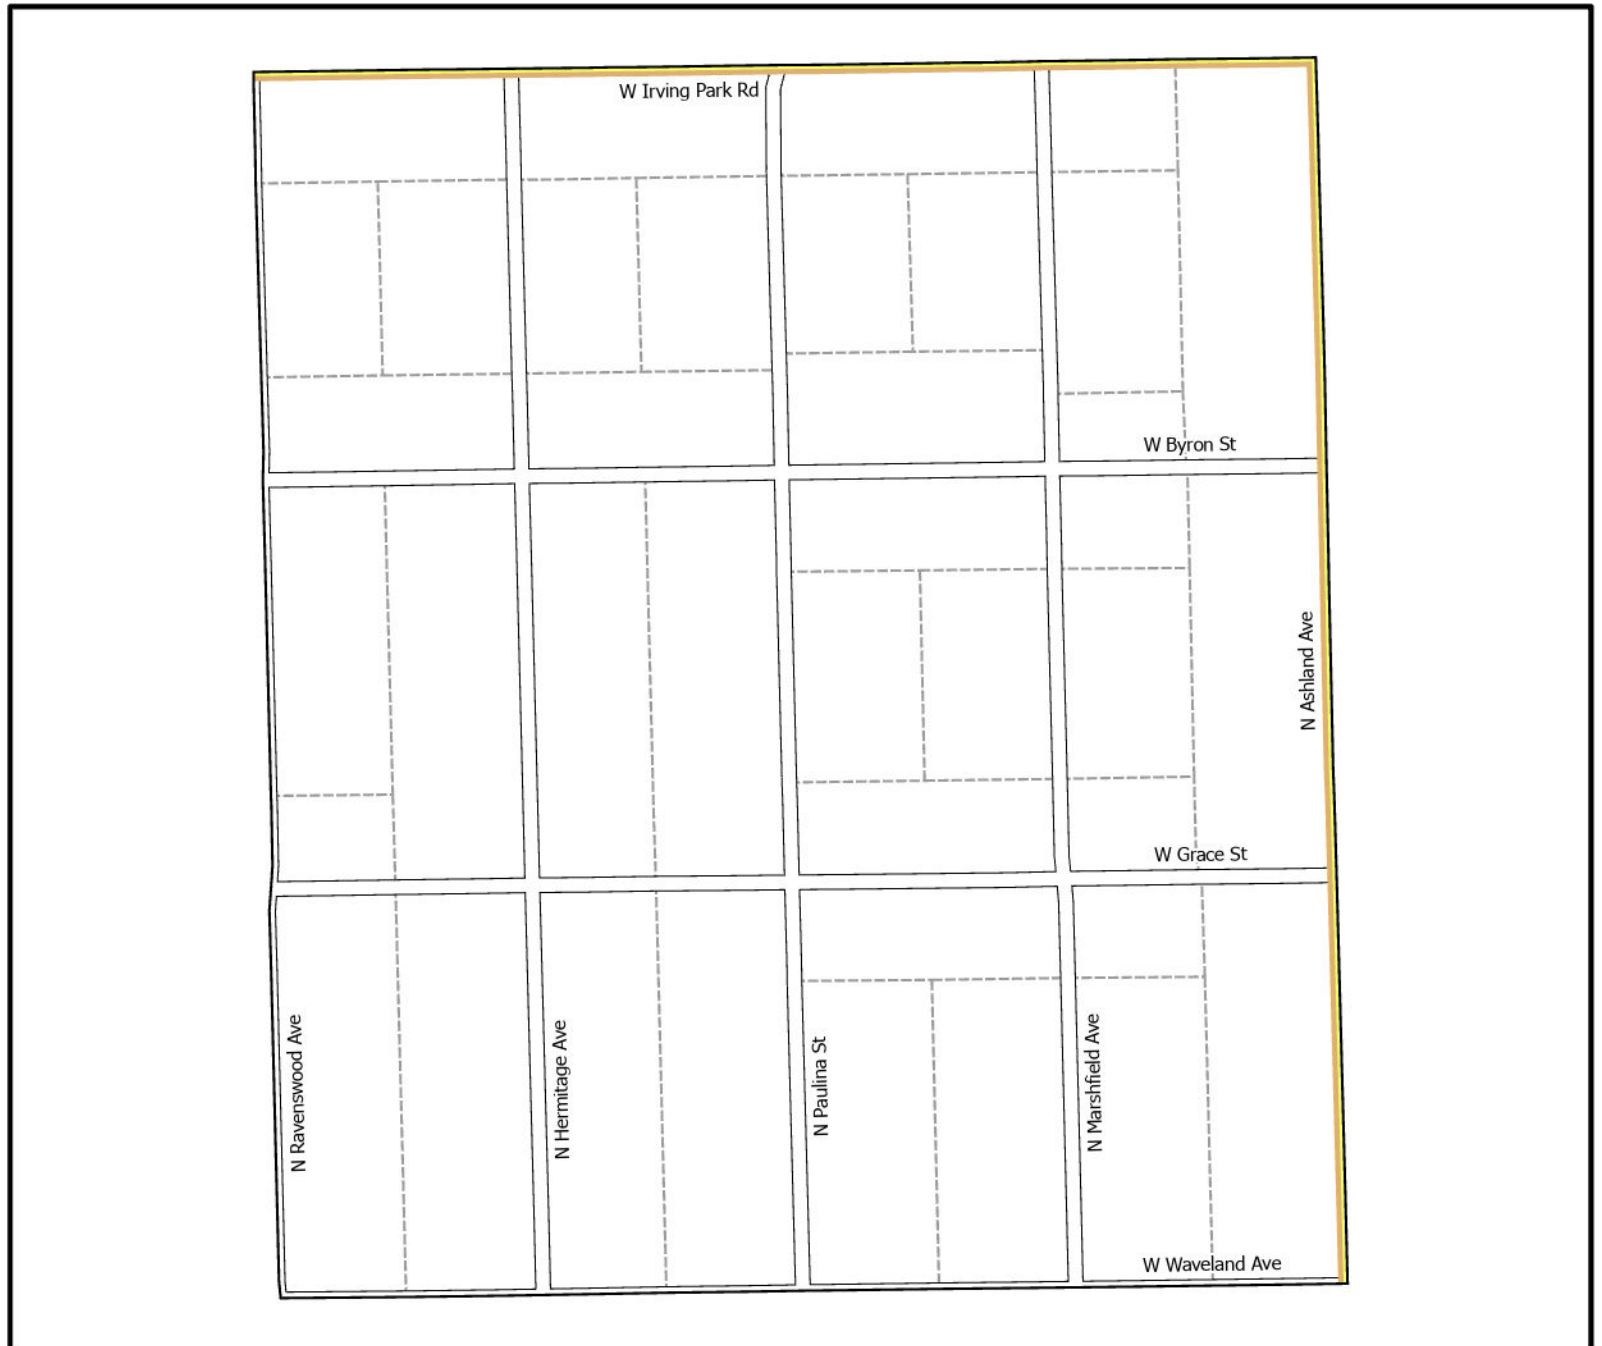 W Irving Park Rd
W Byron St
N Ashland Ave
W Grace St
N Ravenswood Ave
N Hermitage Ave
N Paulina St
N Marshfield Ave
W Waveland Ave